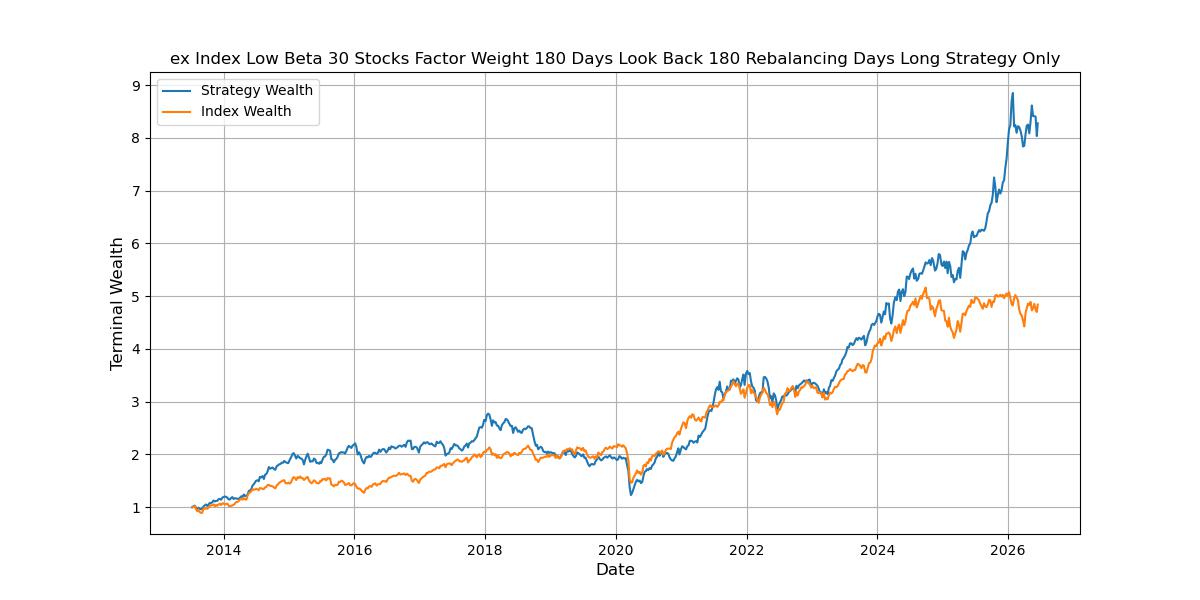 ex Index Low Beta 30 Stocks Factor Weight 180 Days Look Back 180 Rebalancing Days Long Strategy Only
Strategy Wealth
Index Wealth
Terminal Wealth
9
8
7
6
5
4
3
2
1
2014 2016 2018 2020 2022 2024 2026
Date